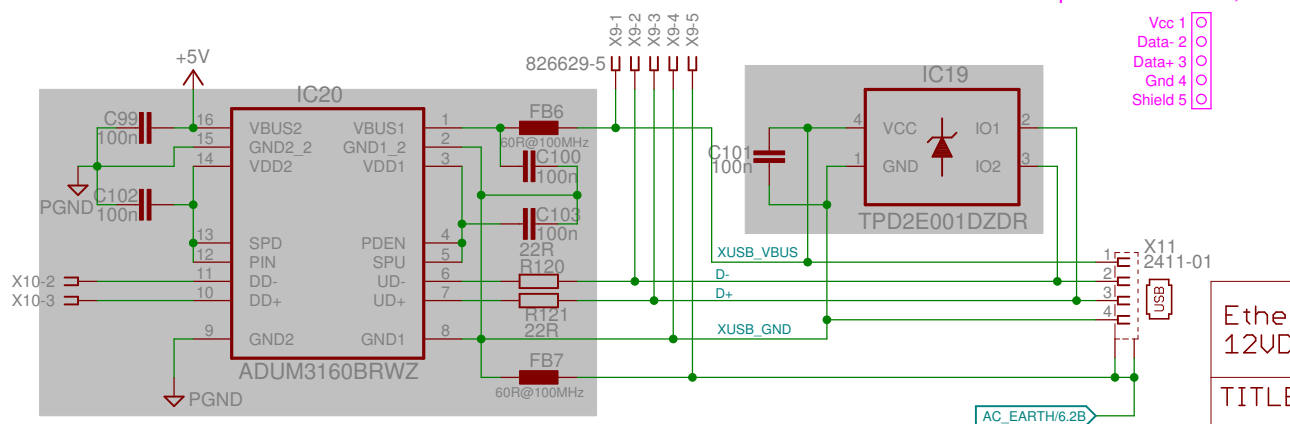 X9-1
X9-2
X9-3
X9-4
X9-5
826629-5
Vcc 1
Data- 2
Data+ 3
Gnd 4
Shield 5
+5V
IC20
C99
100n
16 VBUS2 VBUS1 1
15 GND2_2 GND1_2 2
14 VDD2 VDD1 3
13 SPD PDEN 4
12 PIN SPU 5
11 DD- UD- 6
10 DD+ UD+ 7
9 GND2 GND1 8
ADUM3160BRWZ
PGND
C102
100n
X10-2
X10-3
PGND
FB6
60R@100MHz
C100
100n
C103
100n
22R
R120
R121
22R
FB7
60R@100MHz
IC19
C101
100n
4 VCC IO1 2
1 GND IO2 3
TPD2E001DZDR
XUSB_VBUS
D-
D+
XUSB_GND
X11
2411-01
1
2
3
4
USB
AC_EARTH/6.2B
Ethe
12VD
TITLE